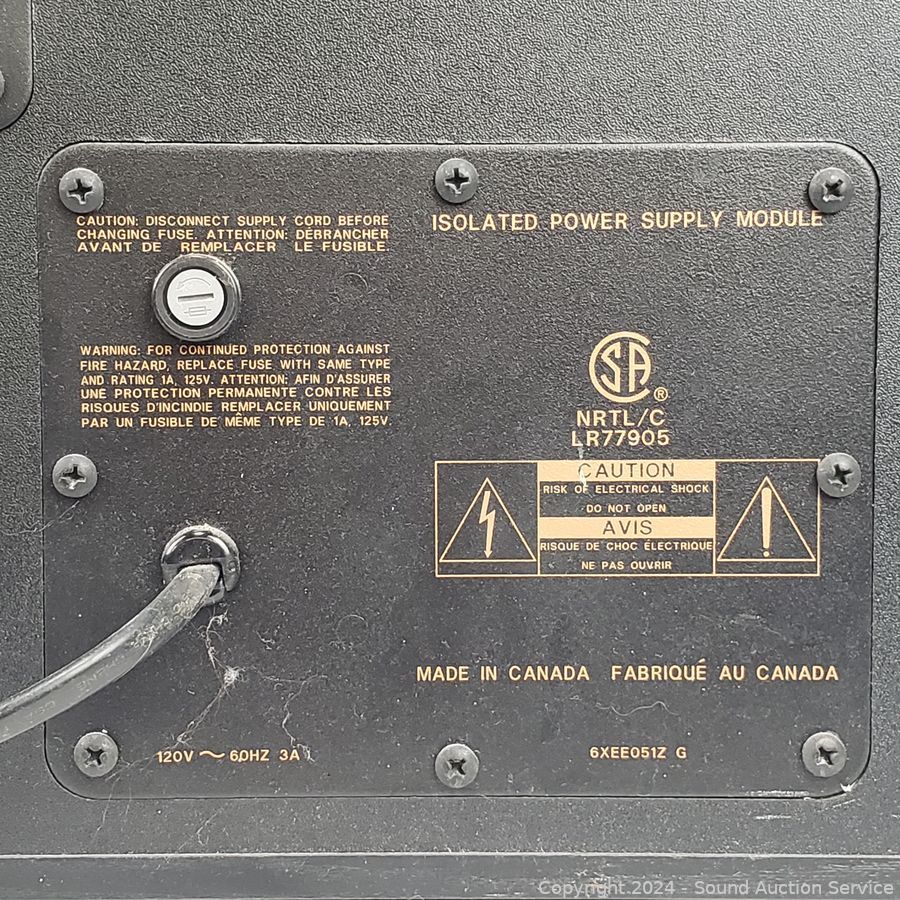 CAUTION: DISCONNECT SUPPLY CORD BEFORE
CHANGING FUSE. ATTENTION: DÉBRANCHER
AVANT DE REMPLACER LE FUSIBLE.
ISOLATED POWER SUPPLY MODULE
WARNING: FOR CONTINUED PROTECTION AGAINST
FIRE HAZARD, REPLACE FUSE WITH SAME TYPE
AND RATING 1A, 125V. ATTENTION: AFIN D'ASSURER
UNE PROTECTION PERMANENTE CONTRE LES
RISQUES D'INCINDIE REMPLACER UNIQUEMENT
PAR UN FUSIBLE DE MÊME TYPE DE 1A, 125V.
SA ®
NRTL/C
LR77905
CAUTION
RISK OF ELECTRICAL SHOCK
DO NOT OPEN
AVIS
RISQUE DE CHOC ÉLECTRIQUE
NE PAS OUVRIR
MADE IN CANADA FABRIQUÉ AU CANADA
120V ~ 60HZ 3A
6XEE051Z G
Copyright 2024 - Sound Auction Service